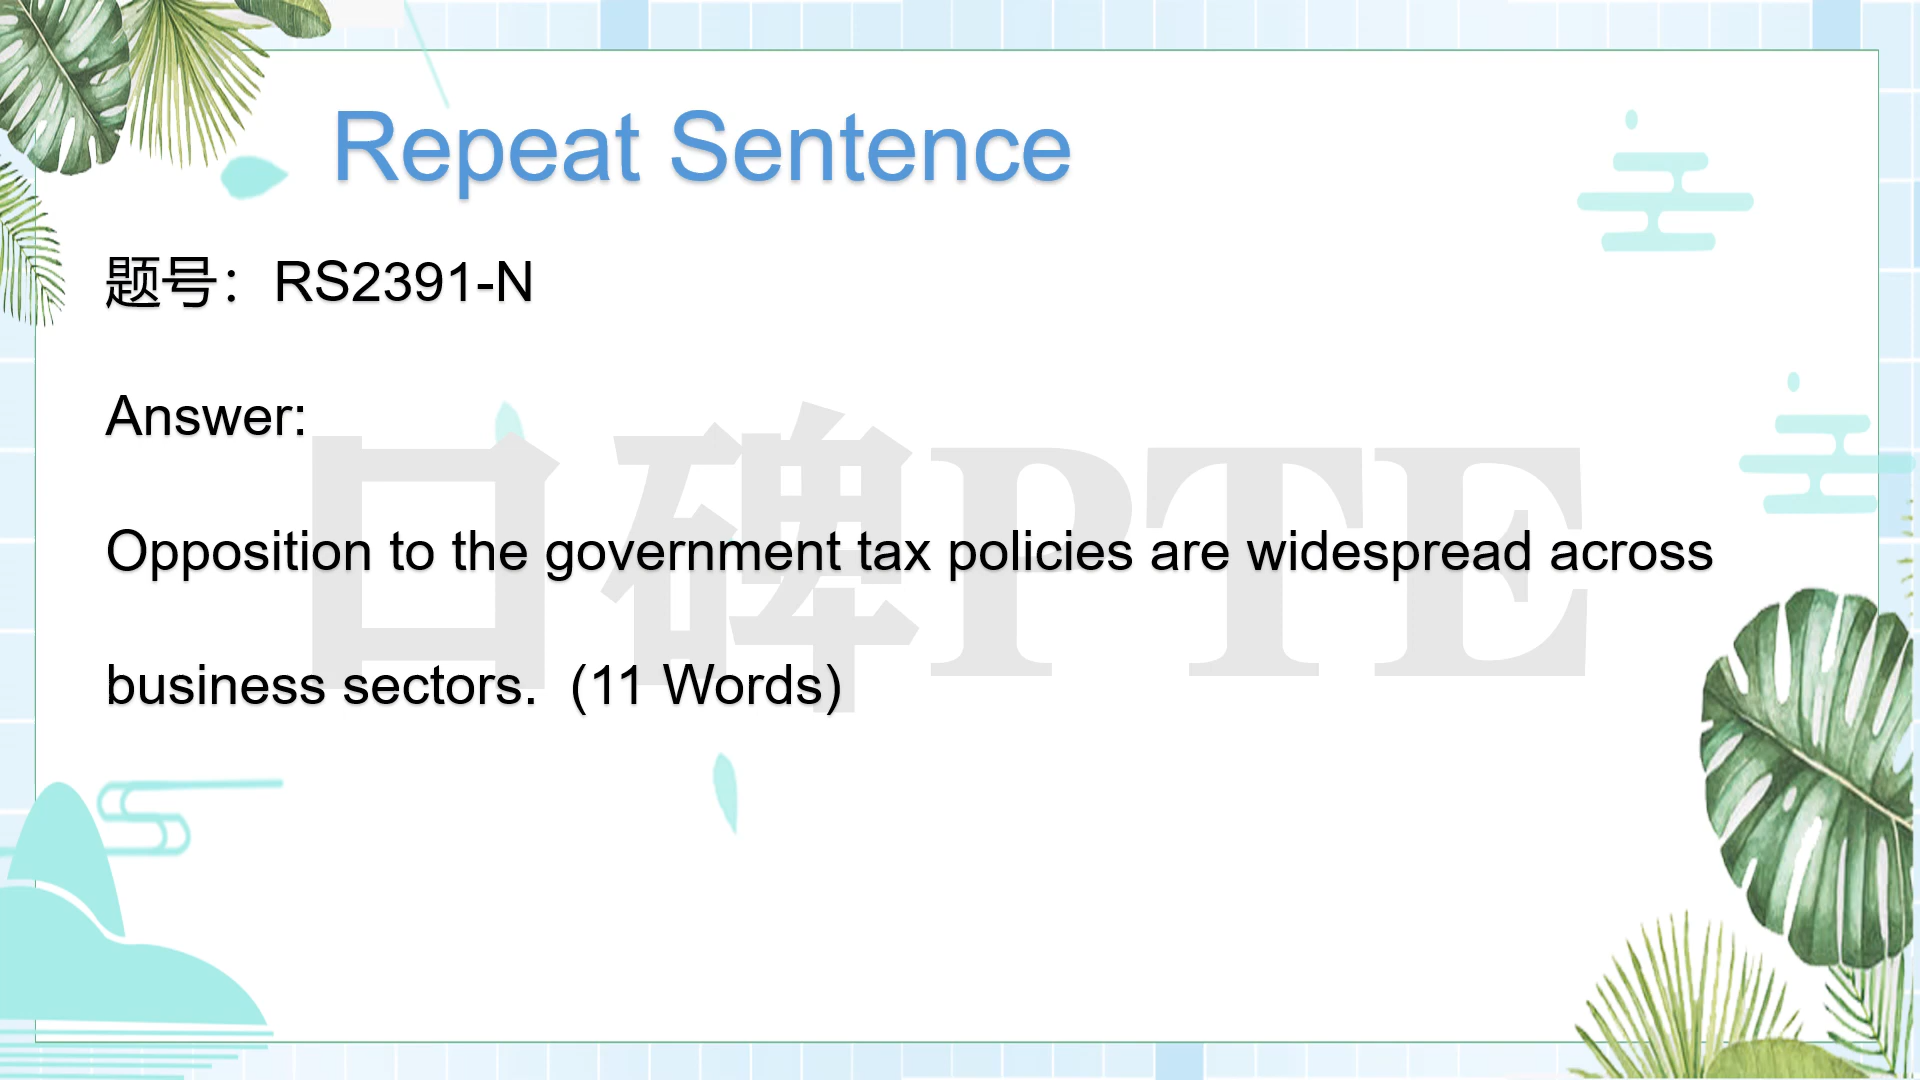 Repeat Sentence
题号：RS2391-N
Answer:
口碑PTE
Opposition to the government tax policies are widespread across
business sectors.  (11 Words)